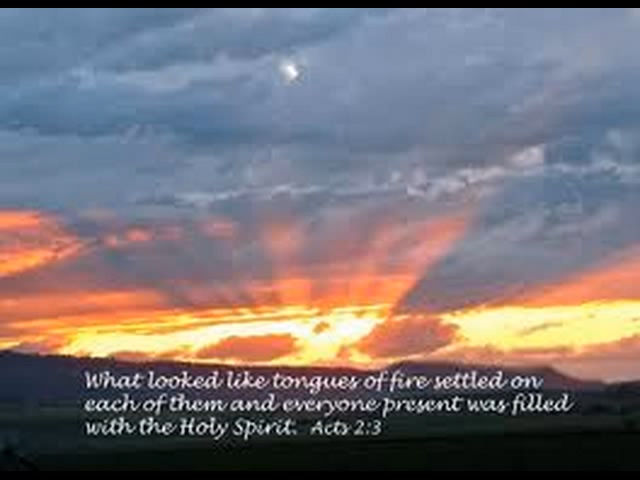 What looked like tongues of fire settled on
each of them and everyone present was filled
with the Holy Spirit. Acts 2:3